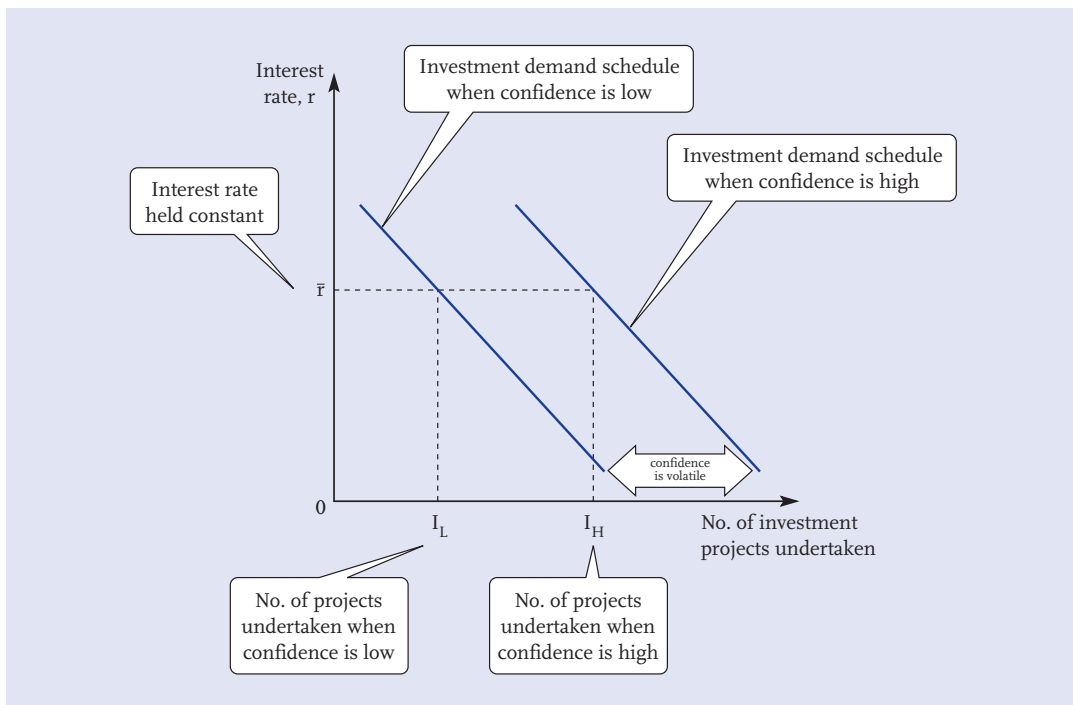 Interest
rate, r
Investment demand schedule
when confidence is low
Investment demand schedule
when confidence is high
Interest rate
held constant
r̄
confidence
is volatile
0
I_L
I_H
No. of investment
projects undertaken
No. of projects
undertaken when
confidence is low
No. of projects
undertaken when
confidence is high